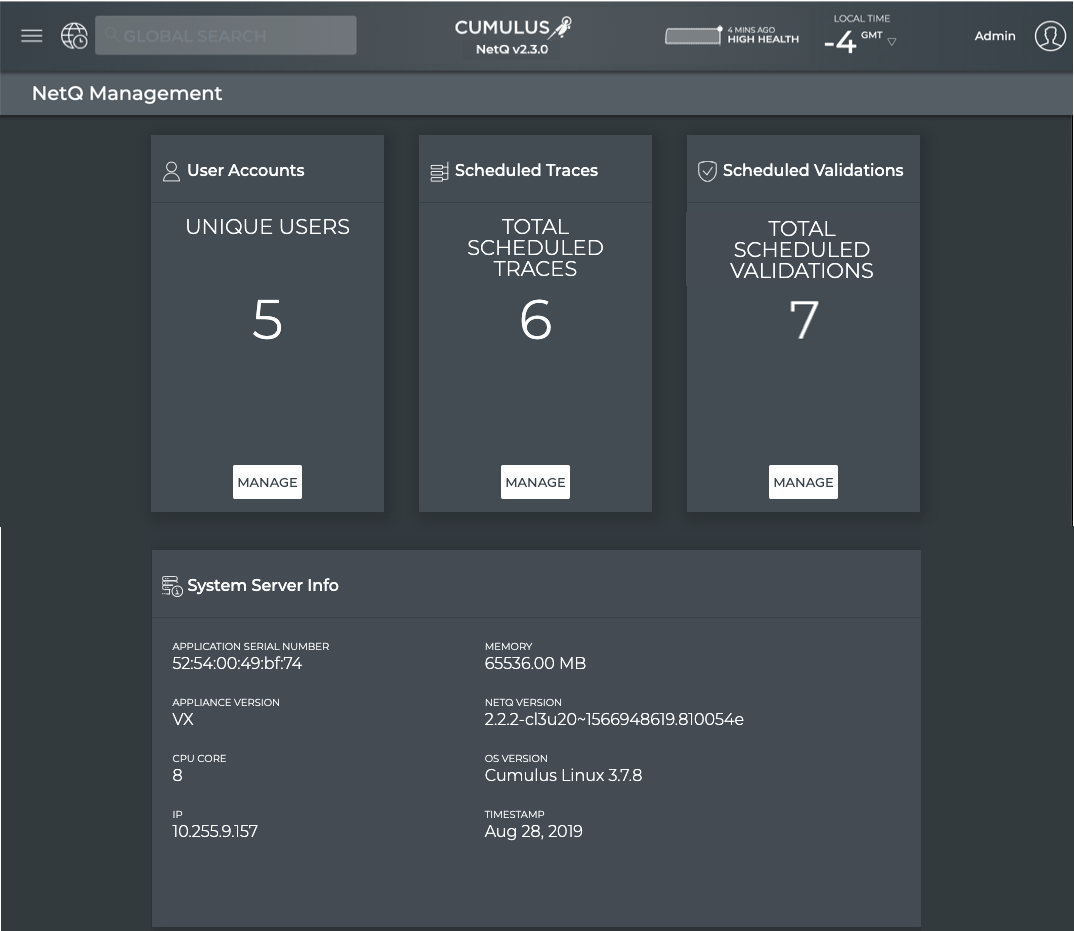 GLOBAL SEARCH
CUMULUS
NetQ v2.3.0
4 MINS AGO
HIGH HEALTH
LOCAL TIME
-4 GMT
Admin
NetQ Management
User Accounts
UNIQUE USERS
5
MANAGE
Scheduled Traces
TOTAL
SCHEDULED
TRACES
6
MANAGE
Scheduled Validations
TOTAL
SCHEDULED
VALIDATIONS
7
MANAGE
System Server Info
APPLICATION SERIAL NUMBER
52:54:00:49:bf:74
MEMORY
65536.00 MB
APPLIANCE VERSION
VX
NETQ VERSION
2.2.2-cl3u20~1566948619.810054e
CPU CORE
8
OS VERSION
Cumulus Linux 3.7.8
IP
10.255.9.157
TIMESTAMP
Aug 28, 2019